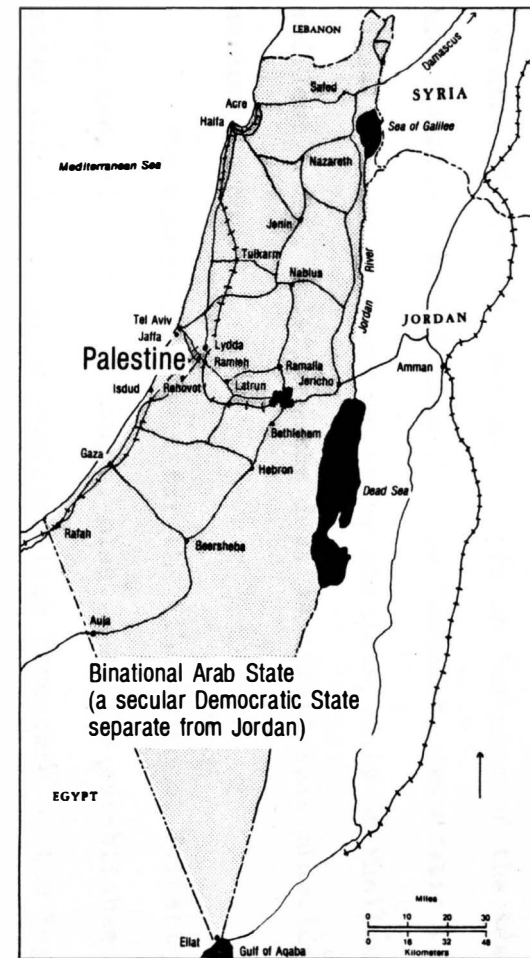 LEBANON
Damascus
Safed
SYRIA
Acre
Haifa
Sea of Galilee
Mediterranean Sea
Nazareth
Jenin
Tulkarm
Nablus
Jordan River
Tel Aviv
Jaffa
JORDAN
Lydda
Palestine
Ramleh
Ramalla
Amman
Jericho
Latrun
Rehovot
Isdud
Bethlehem
Gaza
Hebron
Dead Sea
Rafah
Beersheba
Auja
Binational Arab State
(a secular Democratic State
separate from Jordan)
EGYPT
Miles
0 10 20 30
0 16 32 48
Kilometers
Eilat
Gulf of Aqaba